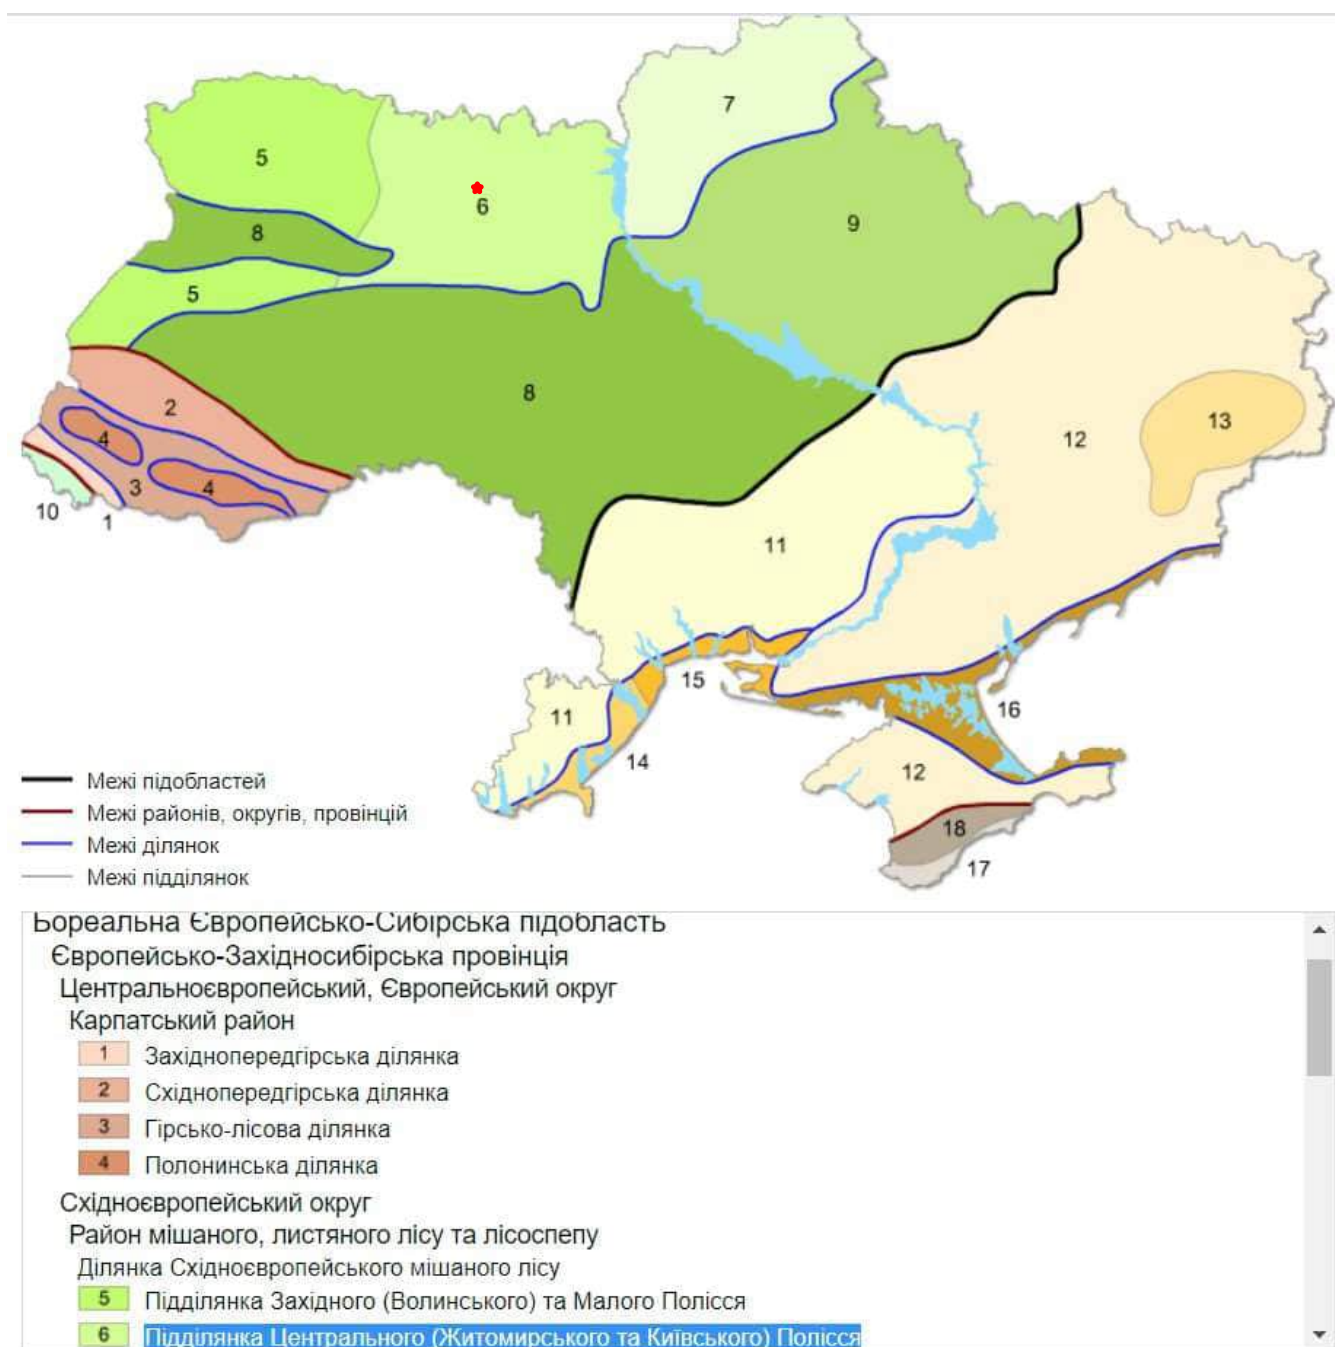 7
5
6
9
8
5
8
2
13
12
4
3
4
10
1
11
15
16
11
14
12
18
17
Межі підобластей
Межі районів, округів, провінцій
Межі ділянок
Межі підділянок
Бореальна Європейсько-Сибірська підобласть
Європейсько-Західносибірська провінція
Центральноєвропейський, Європейський округ
Карпатський район
1 Західнопередгірська ділянка
2 Східнопередгірська ділянка
3 Гірсько-лісова ділянка
4 Полонинська ділянка
Східноєвропейський округ
Район мішаного, листяного лісу та лісоспепу
Ділянка Східноєвропейського мішаного лісу
5 Підділянка Західного (Волинського) та Малого Полісся
6 Підділянка Центрального (Житомирського та Київського) Полісся